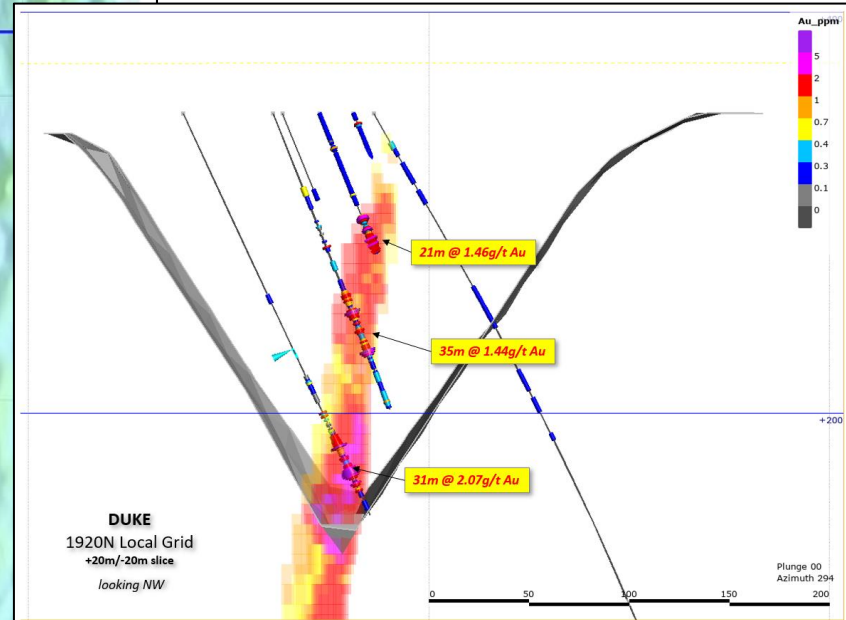 Au_ppm
5
2
1
0.7
0.4
0.3
0.1
0
21m @ 1.46g/t Au
35m @ 1.44g/t Au
+200
31m @ 2.07g/t Au
DUKE
1920N Local Grid
+20m/-20m slice
looking NW
Plunge 00
Azimuth 294
0 50 100 150 200